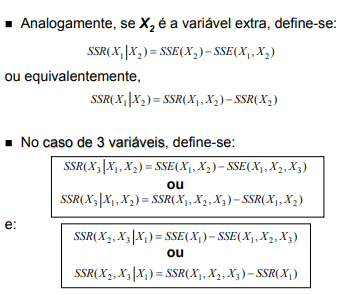 ▪ Analogamente, se X₂ é a variável extra, define-se:
SSR(X₁|X₂) = SSE(X₂) − SSE(X₁, X₂)
ou equivalentemente,
SSR(X₁|X₂) = SSR(X₁, X₂) − SSR(X₂)
▪ No caso de 3 variáveis, define-se:
SSR(X₃|X₁, X₂) = SSE(X₁, X₂) − SSE(X₁, X₂, X₃)
ou
SSR(X₃|X₁, X₂) = SSR(X₁, X₂, X₃) − SSR(X₁, X₂)
e:
SSR(X₂, X₃|X₁) = SSE(X₁) − SSE(X₁, X₂, X₃)
ou
SSR(X₂, X₃|X₁) = SSR(X₁, X₂, X₃) − SSR(X₁)